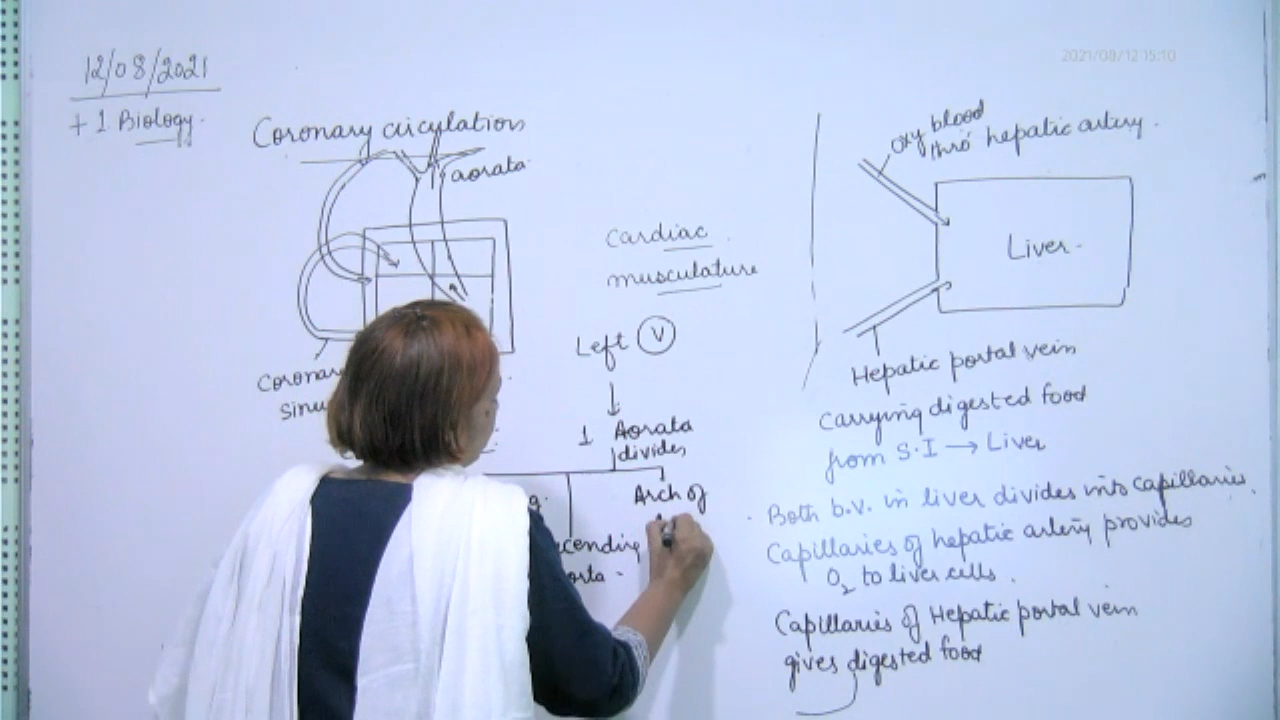 12/08/2021
+ 1 Biology.
2021/08/12 15:10
Coronary circulation
aorata
Coronar
sinu
Cardiac
musculature
Left V
1 Aorata
divides
Arch of
cending
orta
Oxy blood
thro' hepatic artery.
Liver
Hepatic portal vein
Carrying digested food
from S.I → Liver
Both b.v. in liver divides into capillaries.
Capillaries of hepatic artery provides
O2 to liver cells.
Capillaries of Hepatic portal vein
gives digested food